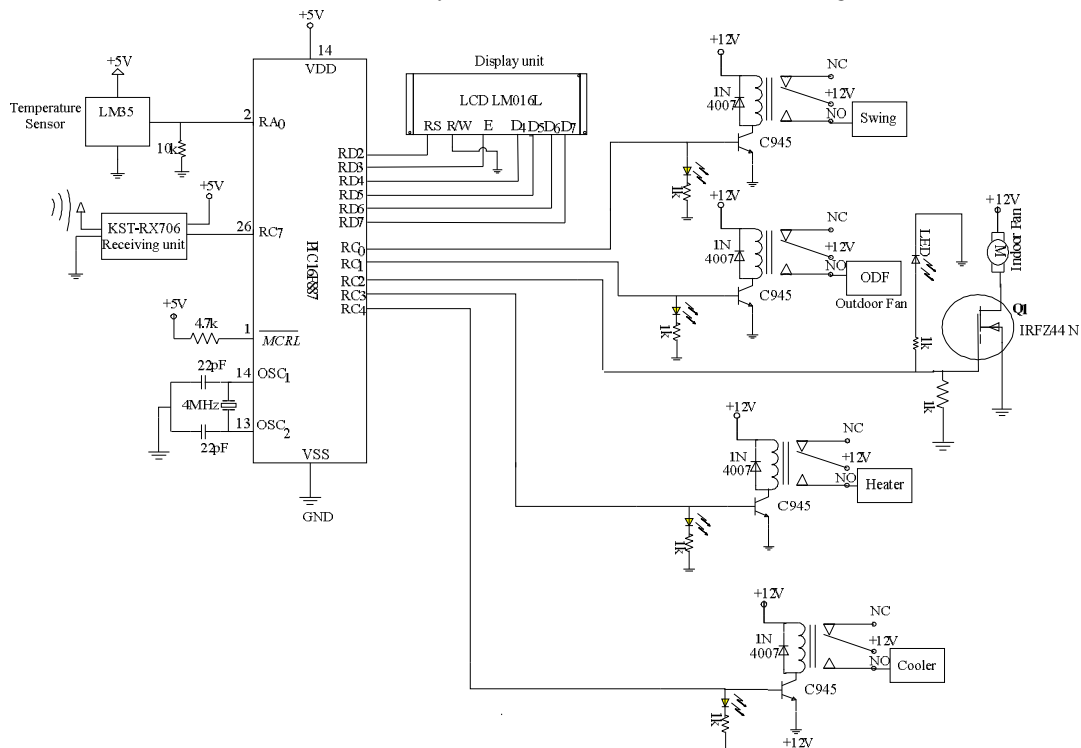 +5V
14
VDD
+5V
Temperature
Sensor
LM35
2
RA0
10k
+5V
KST-RX706
Receiving unit
26
RC7
+5V
4.7k
1
MCRL
22pF
14
OSC1
4MHz
13
OSC2
22pF
VSS
GND
PIC16F887
Display unit
LCD LM016L
RS R/W E D4 D5 D6 D7
RD2
RD3
RD4
RD5
RD6
RD7
RC0
RC1
RC2
RC3
RC4
+12V
1N
4007
NC
+12V
NO
Swing
C945
1k
+12V
1N
4007
NC
+12V
NO
ODF
Outdoor Fan
C945
1k
LED
1k
1k
+12V
M
Indoor Fan
Q1
IRFZ44 N
+12V
1N
4007
NC
+12V
NO
Heater
C945
1k
+12V
1N
4007
NC
+12V
NO
Cooler
C945
1k
+12V